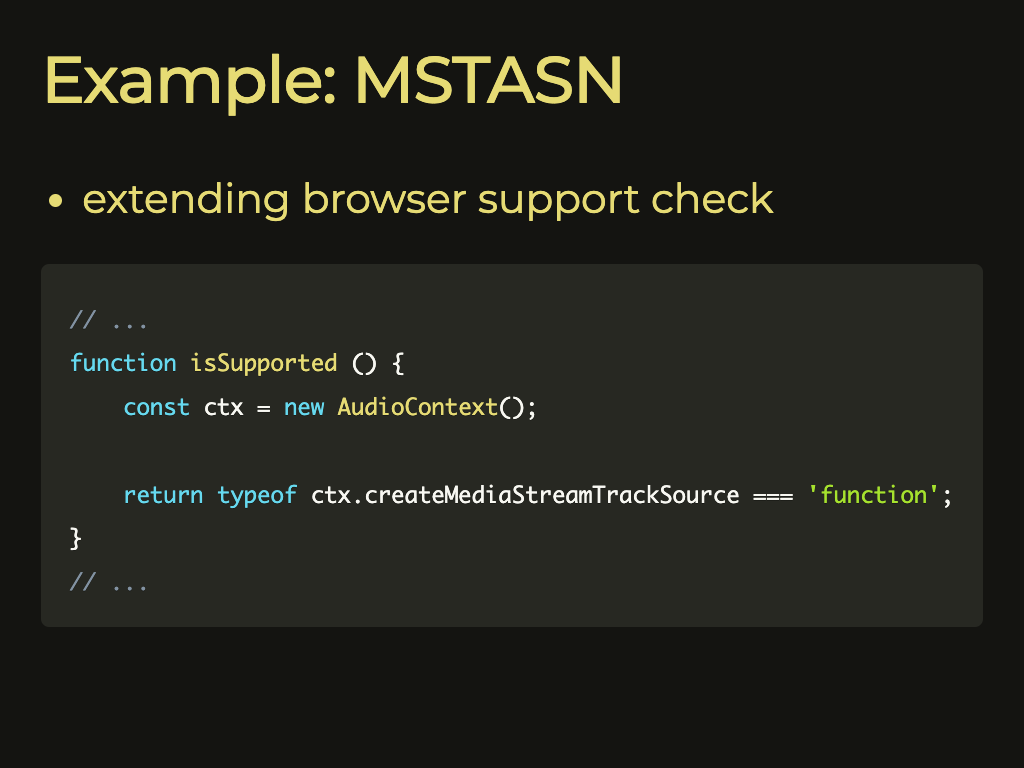 Example: MSTASN
• extending browser support check
// ...
function isSupported () {
    const ctx = new AudioContext();

    return typeof ctx.createMediaStreamTrackSource === 'function';
}
// ...